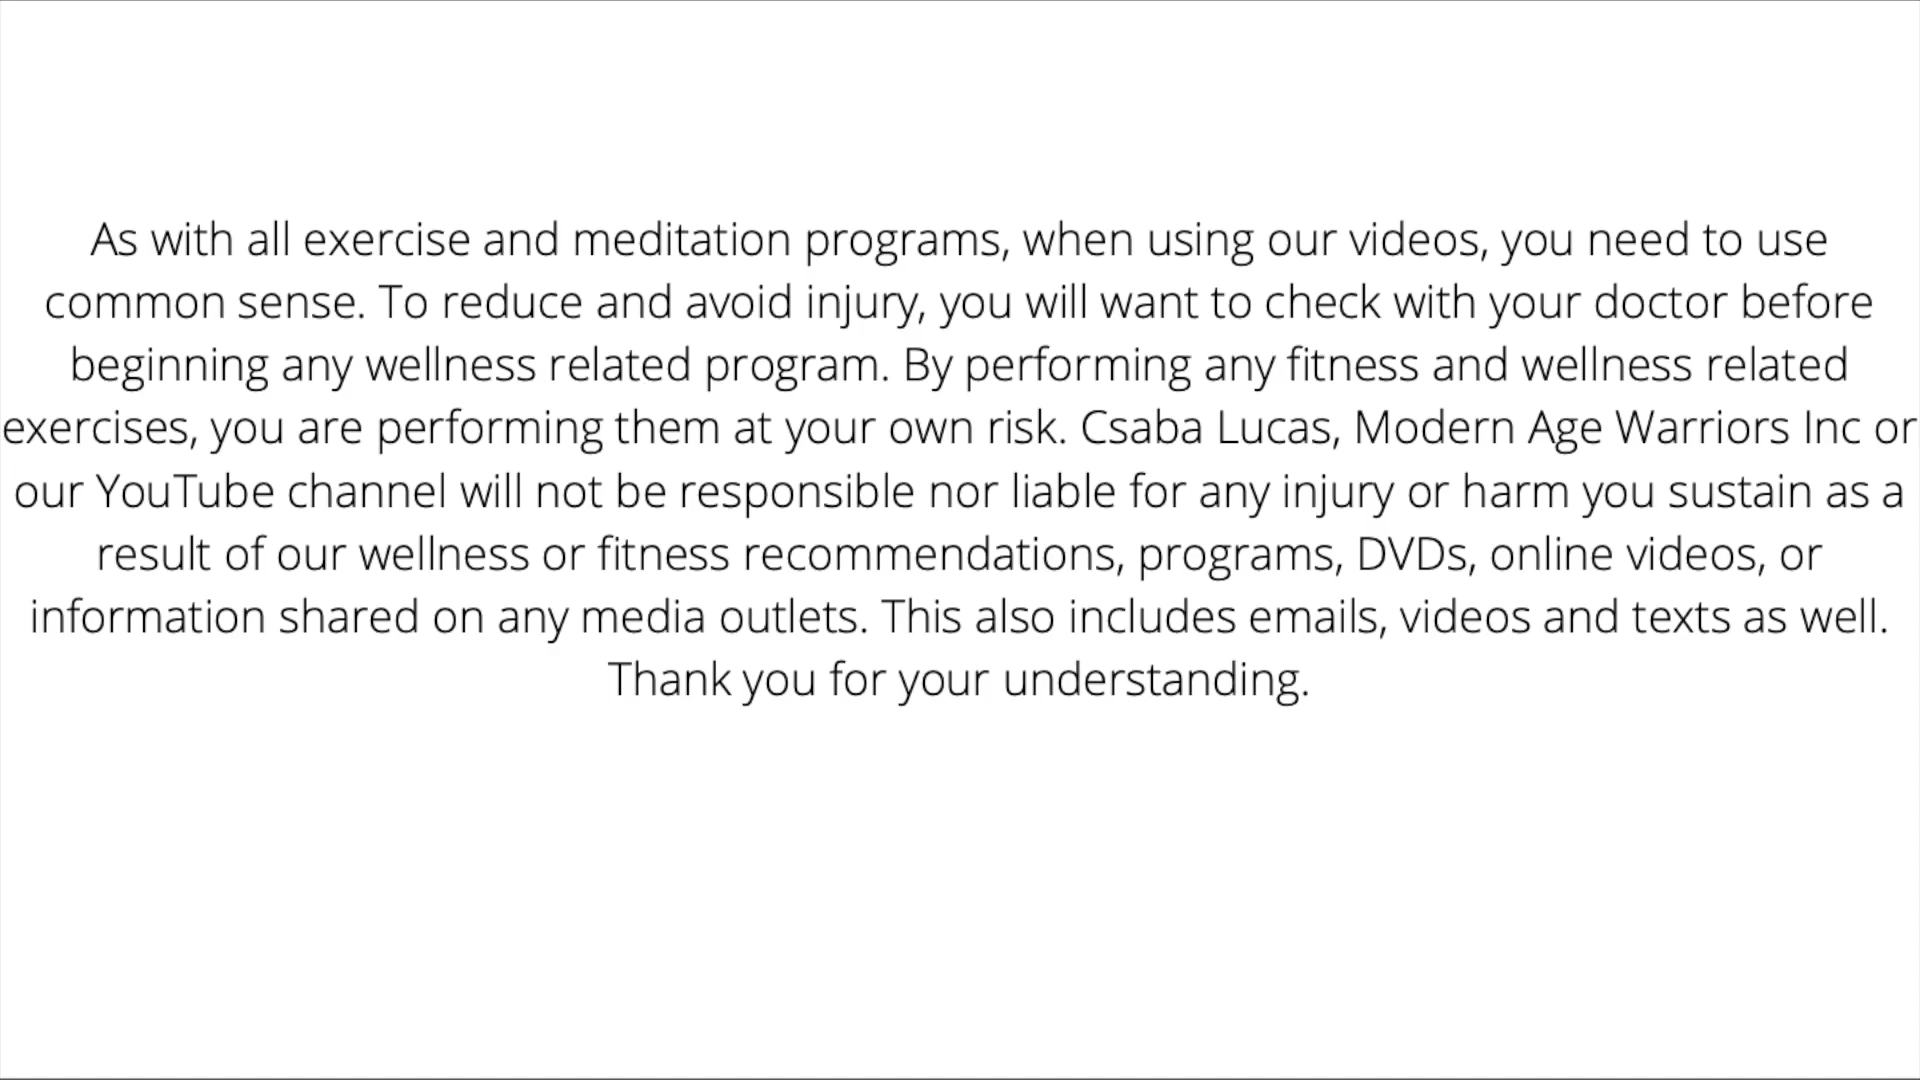 As with all exercise and meditation programs, when using our videos, you need to use
common sense. To reduce and avoid injury, you will want to check with your doctor before
beginning any wellness related program. By performing any fitness and wellness related
exercises, you are performing them at your own risk. Csaba Lucas, Modern Age Warriors Inc or
our YouTube channel will not be responsible nor liable for any injury or harm you sustain as a
result of our wellness or fitness recommendations, programs, DVDs, online videos, or
information shared on any media outlets. This also includes emails, videos and texts as well.
Thank you for your understanding.